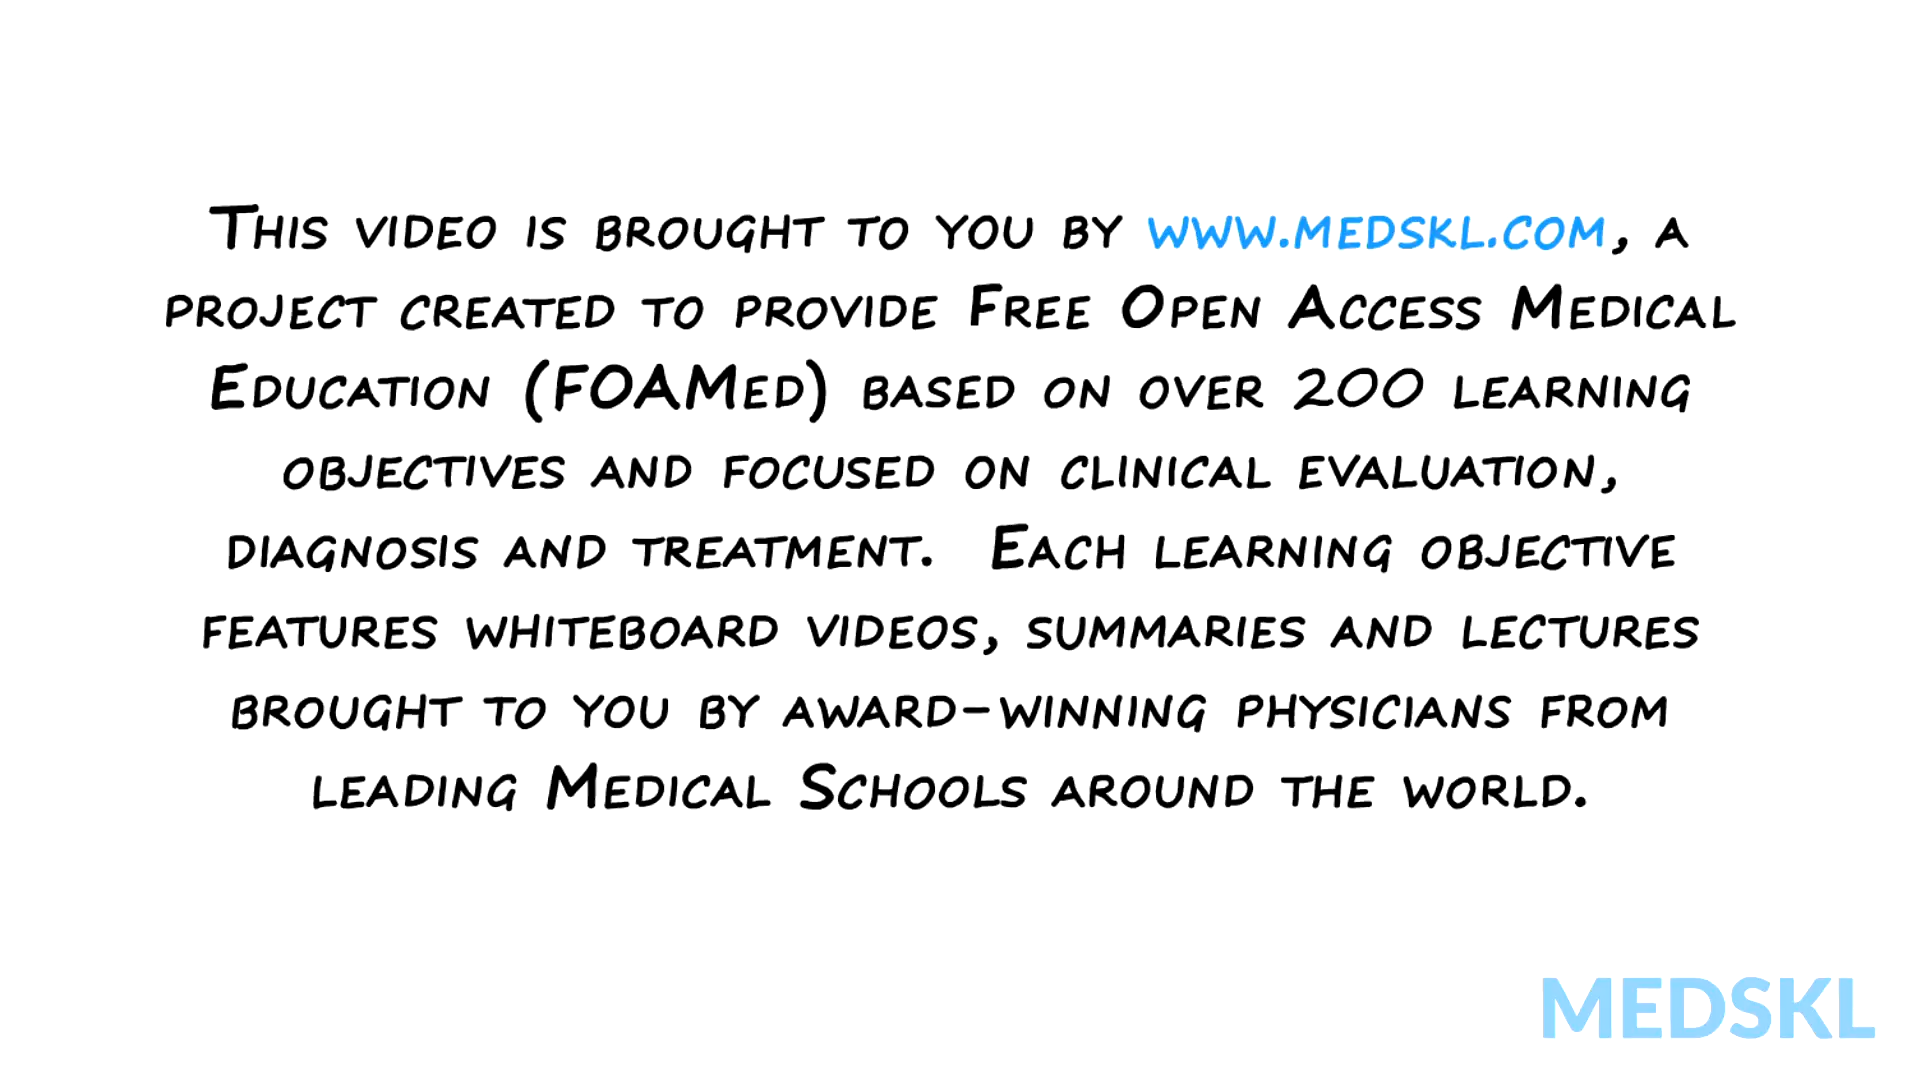 This video is brought to you by www.medskl.com, a
project created to provide Free Open Access Medical
Education (FOAMed) based on over 200 learning
objectives and focused on clinical evaluation,
diagnosis and treatment.  Each learning objective
features whiteboard videos, summaries and lectures
brought to you by award-winning physicians from
leading Medical Schools around the world.
MEDSKL